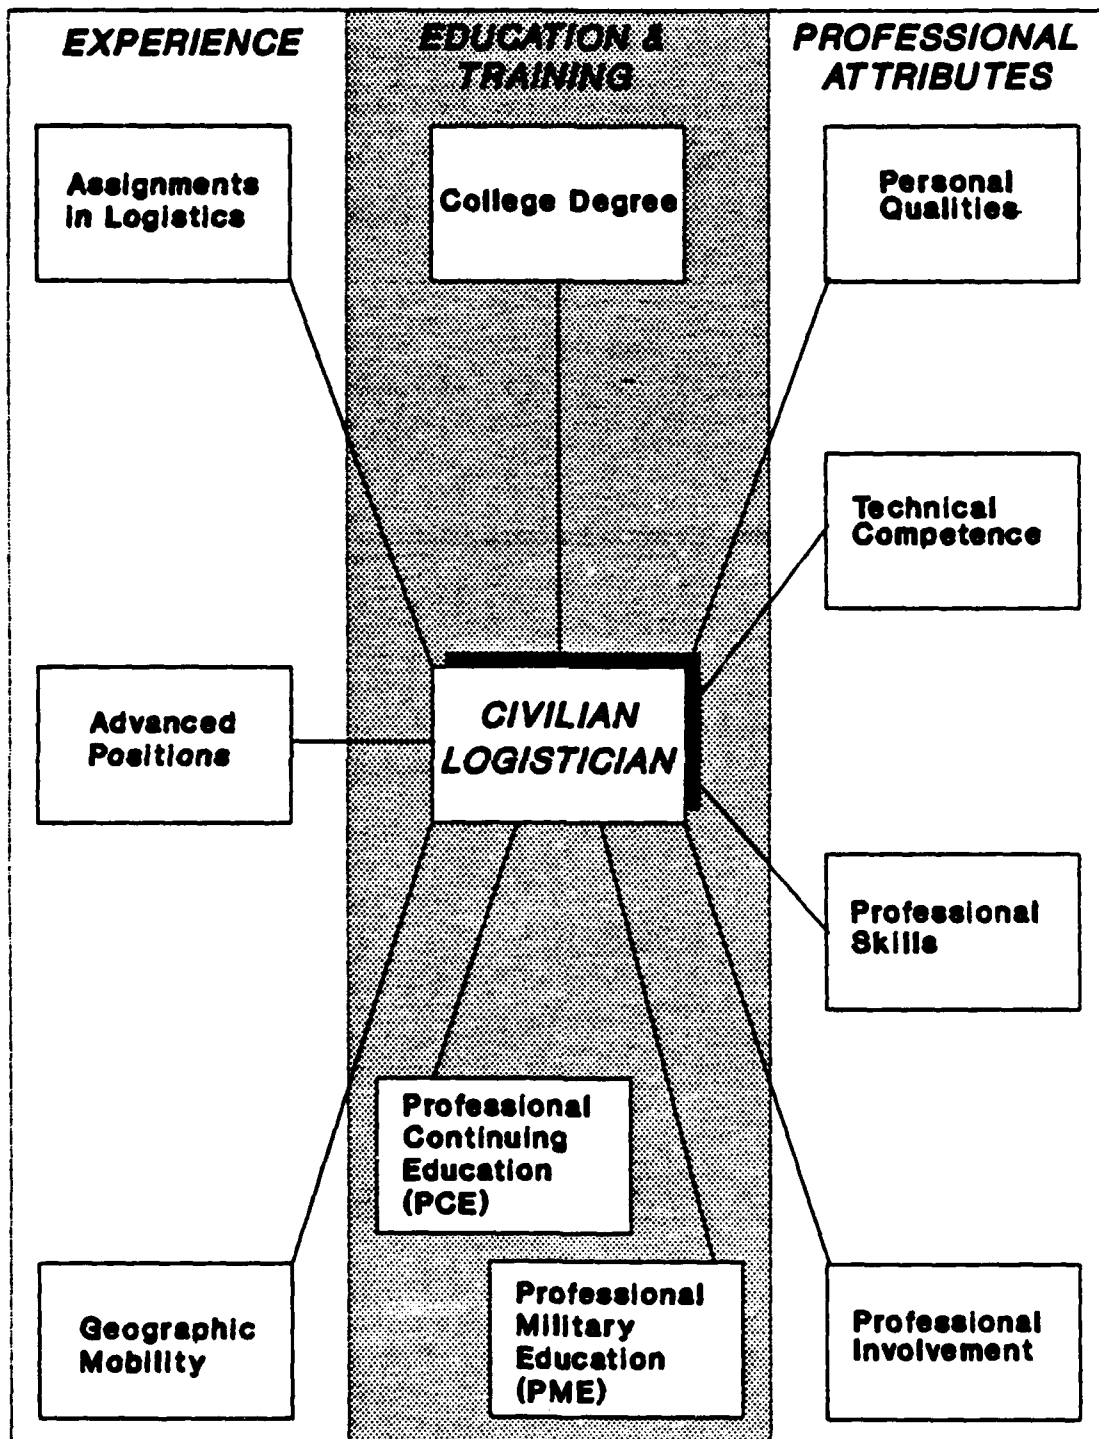 EXPERIENCE
EDUCATION &
TRAINING
PROFESSIONAL
ATTRIBUTES
Assignments
in Logistics
College Degree
Personal
Qualities
Technical
Competence
Advanced
Positions
CIVILIAN
LOGISTICIAN
Professional
Skills
Professional
Continuing
Education
(PCE)
Geographic
Mobility
Professional
Military
Education
(PME)
Professional
Involvement